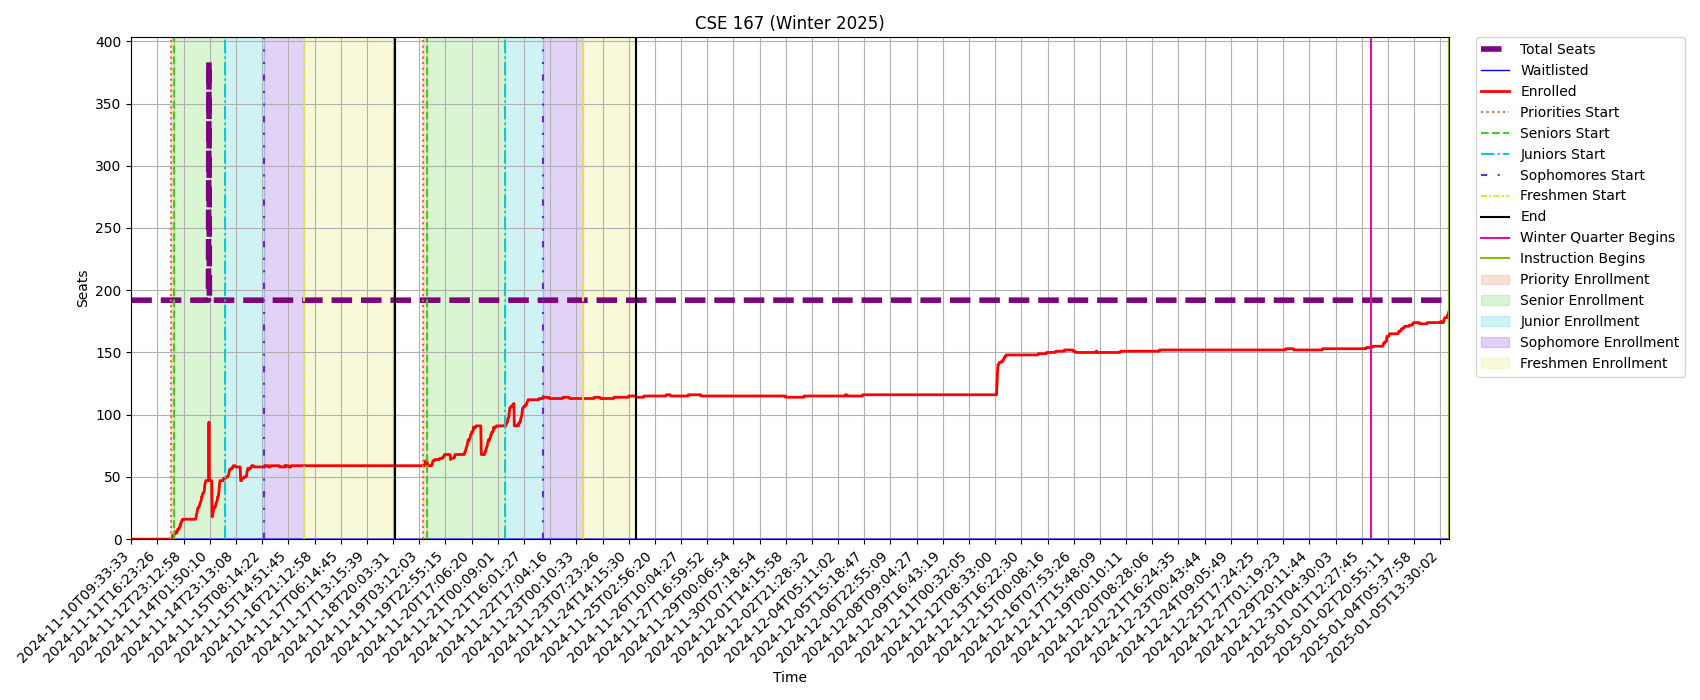 CSE 167 (Winter 2025)
400
350
300
250
200
150
100
50
0
Seats
2024-11-10T09:33:33
2024-11-11T16:23:26
2024-11-12T23:12:58
2024-11-14T01:50:10
2024-11-14T23:13:08
2024-11-15T08:14:22
2024-11-15T14:51:45
2024-11-16T21:12:58
2024-11-17T06:14:45
2024-11-17T13:15:39
2024-11-18T20:03:31
2024-11-19T03:12:03
2024-11-19T22:55:15
2024-11-20T17:06:20
2024-11-21T00:09:01
2024-11-21T16:01:27
2024-11-22T17:04:16
2024-11-23T00:10:33
2024-11-23T07:23:26
2024-11-24T14:15:30
2024-11-25T02:56:20
2024-11-26T10:04:27
2024-11-27T16:59:52
2024-11-29T00:06:54
2024-11-30T07:18:54
2024-12-01T14:15:58
2024-12-02T21:28:32
2024-12-04T05:11:02
2024-12-05T15:18:47
2024-12-06T22:55:09
2024-12-08T09:04:27
2024-12-09T16:43:19
2024-12-11T00:32:05
2024-12-12T08:33:00
2024-12-13T16:22:30
2024-12-15T00:08:16
2024-12-16T07:53:26
2024-12-17T15:48:09
2024-12-19T00:10:11
2024-12-20T08:28:06
2024-12-21T16:24:35
2024-12-23T00:43:44
2024-12-24T09:05:49
2024-12-25T17:24:25
2024-12-27T01:19:23
2024-12-29T20:11:44
2024-12-31T04:30:03
2025-01-01T12:27:45
2025-01-02T20:55:11
2025-01-04T05:37:58
2025-01-05T13:30:02
Time
Total Seats
Waitlisted
Enrolled
Priorities Start
Seniors Start
Juniors Start
Sophomores Start
Freshmen Start
End
Winter Quarter Begins
Instruction Begins
Priority Enrollment
Senior Enrollment
Junior Enrollment
Sophomore Enrollment
Freshmen Enrollment